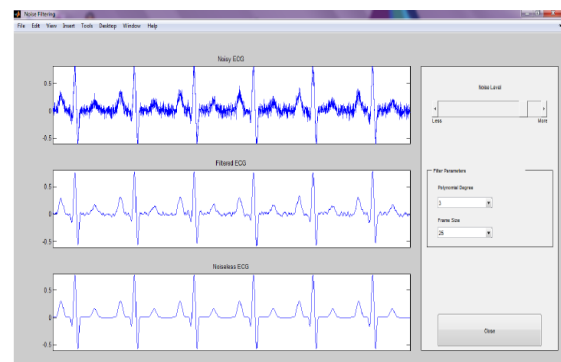 Noise Filtering
File Edit View Insert Tools Desktop Window Help
Noisy ECG
0.5
0
-0.5
Filtered ECG
0.5
0
-0.5
Noiseless ECG
0.5
0
-0.5
Noise Level
Less More
Filter Parameters
Polynomial Degree
3
Frame Size
25
Close